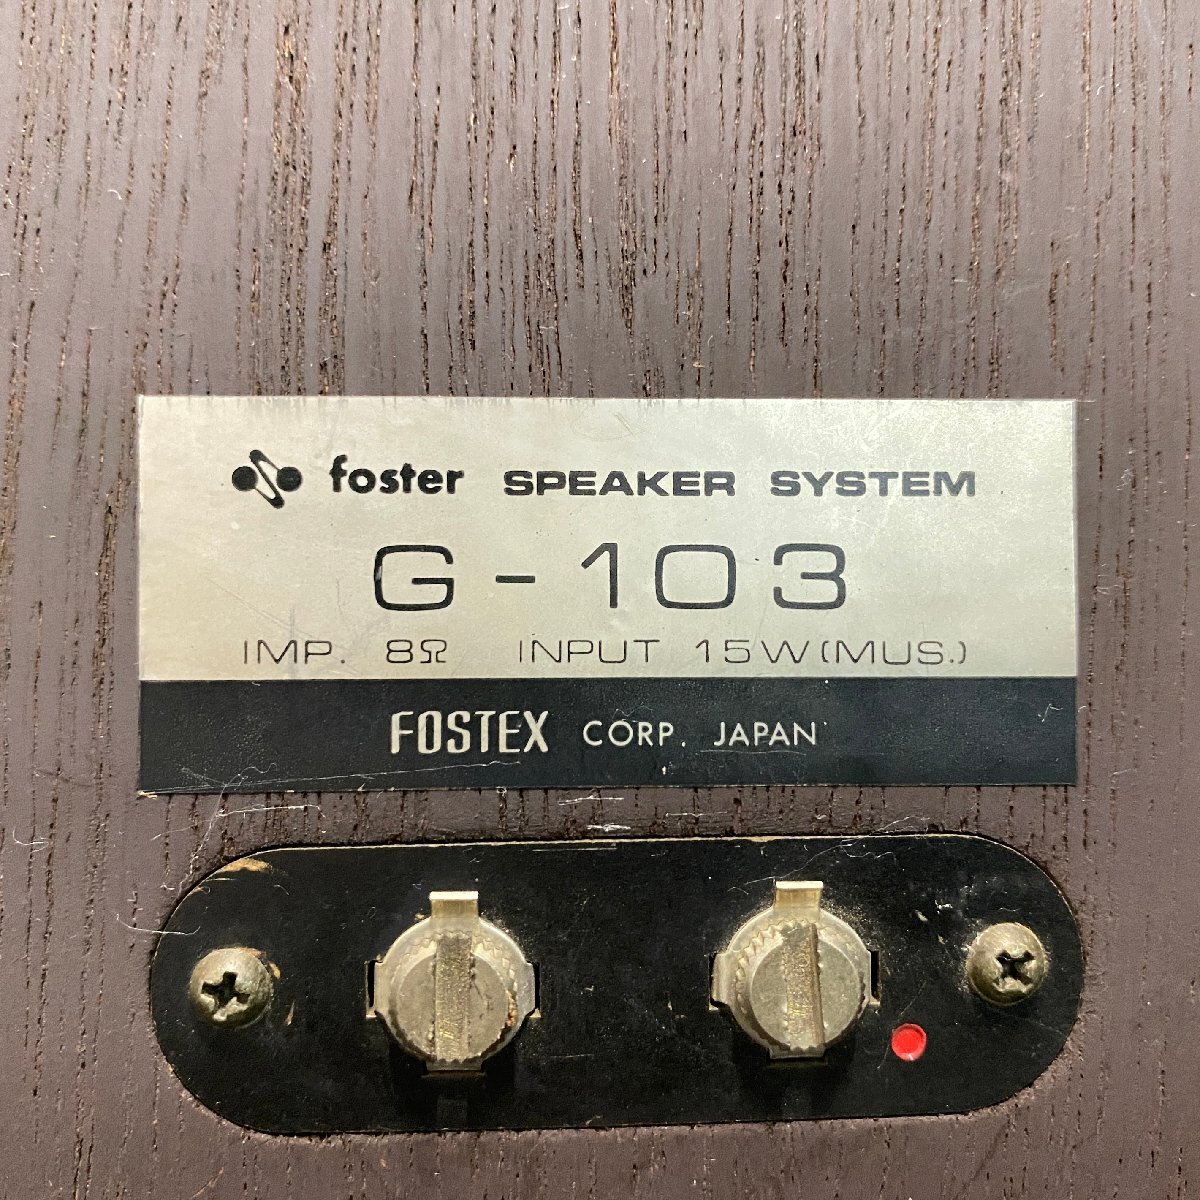 foster SPEAKER SYSTEM
G-103
IMP. 8Ω INPUT 15W(MUS.)
FOSTEX CORP. JAPAN